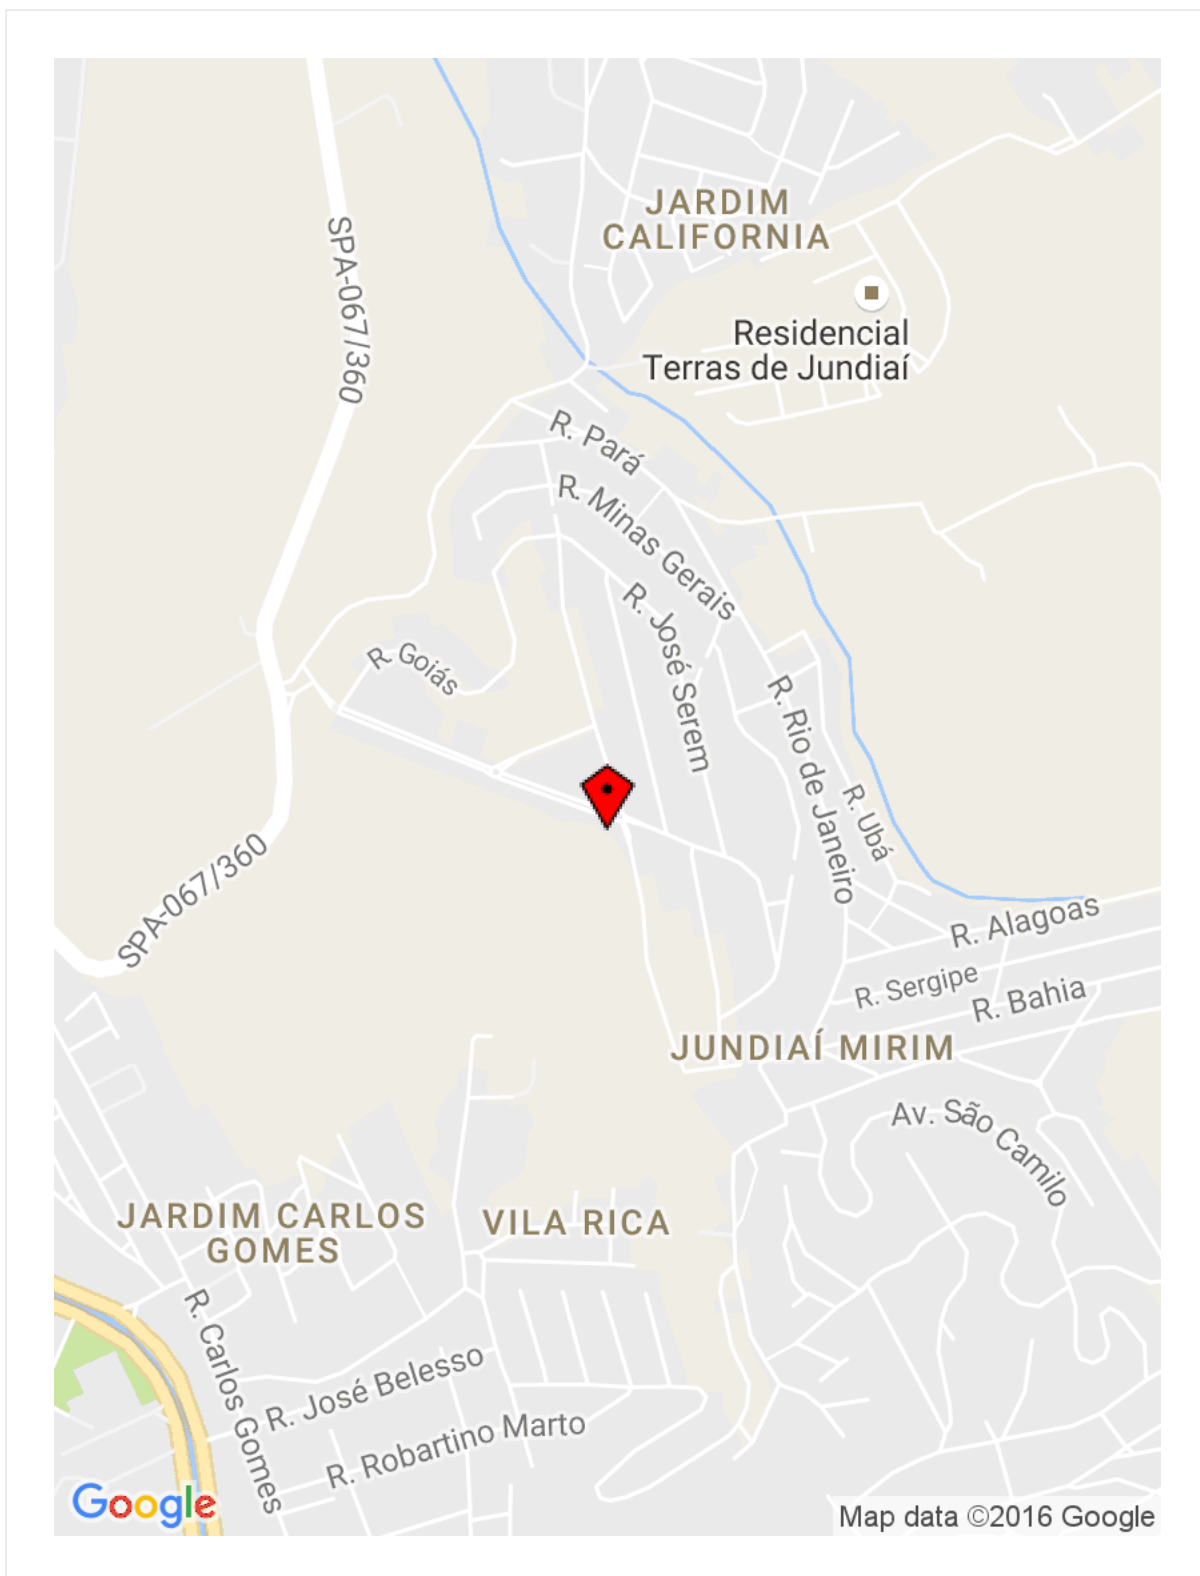 JARDIM
CALIFORNIA
SPA-067/360
Residencial
Terras de Jundiaí
R. Pará
R. Minas Gerais
R. José Serem
R. Goiás
R. Rio de Janeiro
R. Ubá
SPA-067/360
R. Alagoas
R. Sergipe
R. Bahia
JUNDIAÍ MIRIM
Av. São Camilo
JARDIM CARLOS
GOMES
VILA RICA
R. Carlos Gomes
R. José Belesso
R. Robartino Marto
Google
Map data ©2016 Google